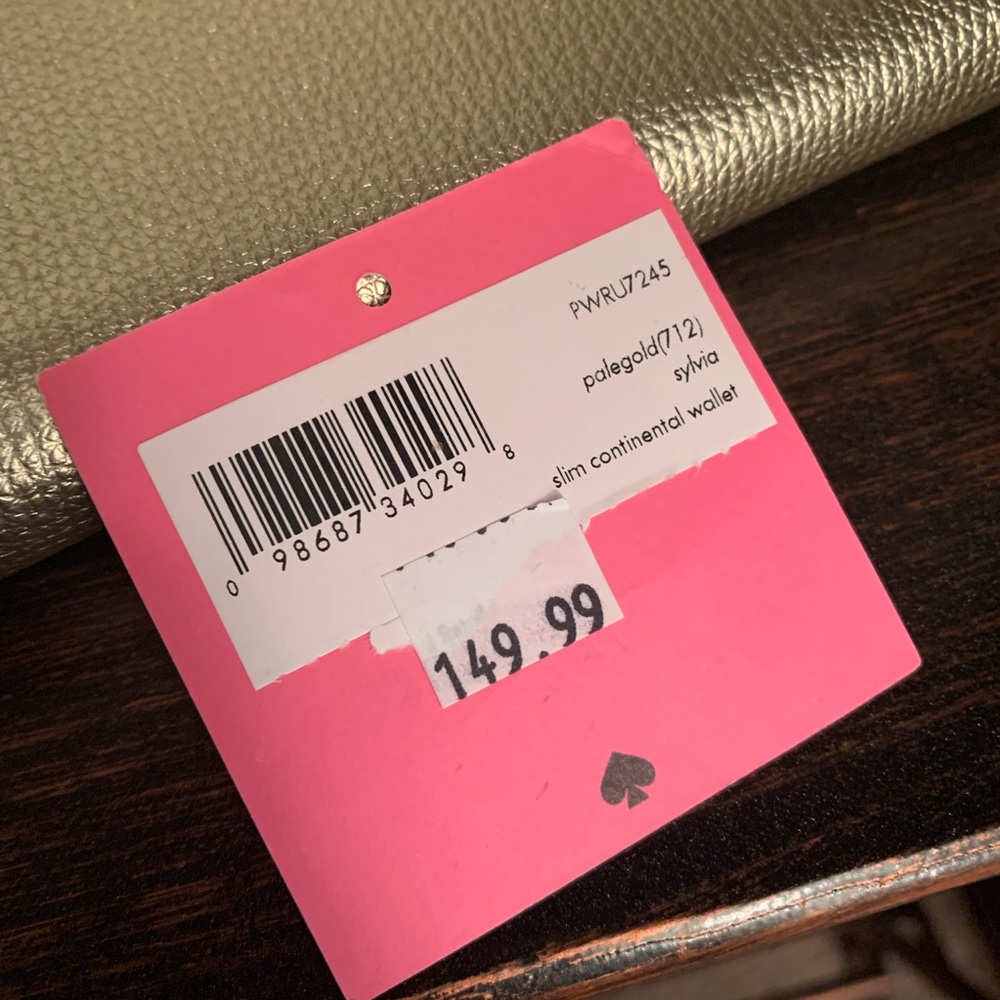 PWRU7245
palegold(712)
sylvia
slim continental wallet
0 98687 34029 8
149.99